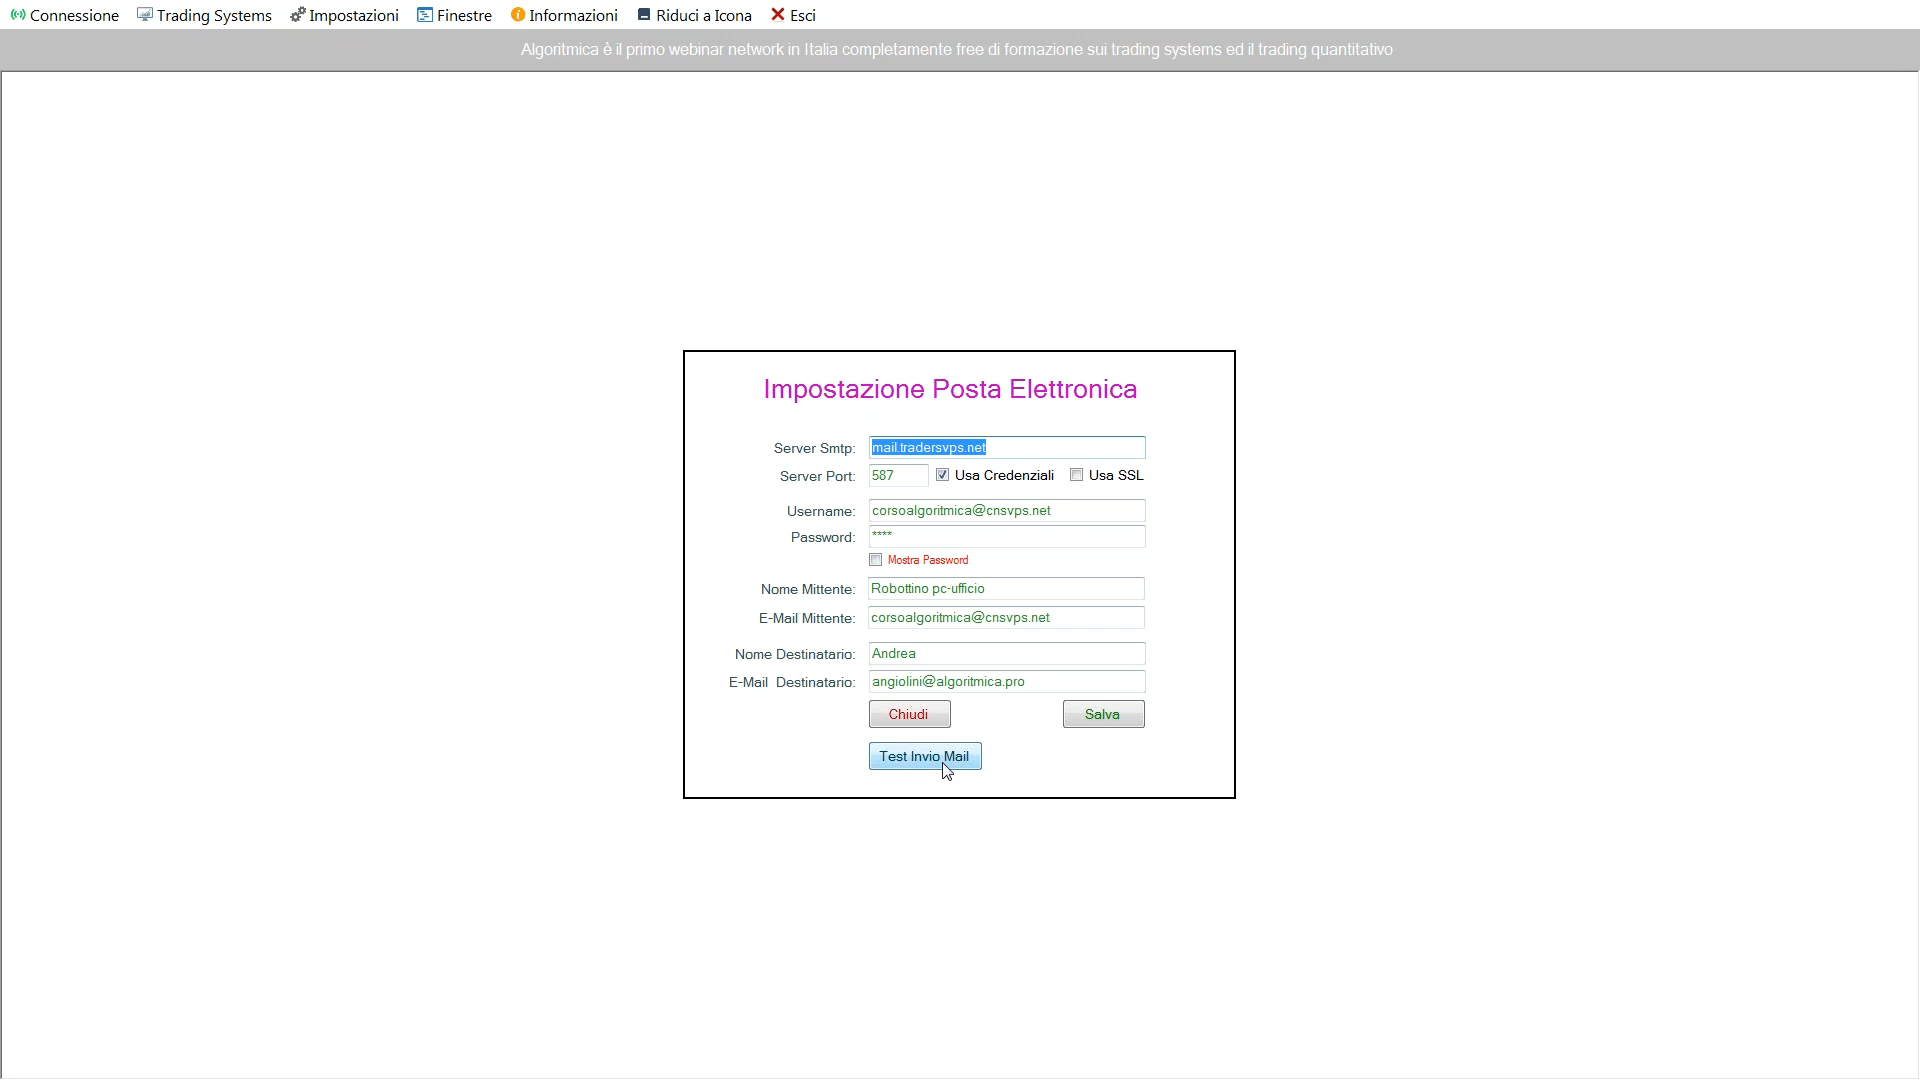 Connessione Trading Systems Impostazioni Finestre Informazioni Riduci a Icona Esci
Algoritmica è il primo webinar network in Italia completamente free di formazione sui trading systems ed il trading quantitativo
Impostazione Posta Elettronica
Server Smtp: mail.tradersvps.net
Server Port: 587 Usa Credenziali Usa SSL
Username: corsoalgoritmica@cnsvps.net
Password: ****
Mostra Password
Nome Mittente: Robottino pc-ufficio
E-Mail Mittente: corsoalgoritmica@cnsvps.net
Nome Destinatario: Andrea
E-Mail Destinatario: angiolini@algoritmica.pro
Chiudi Salva
Test Invio Mail